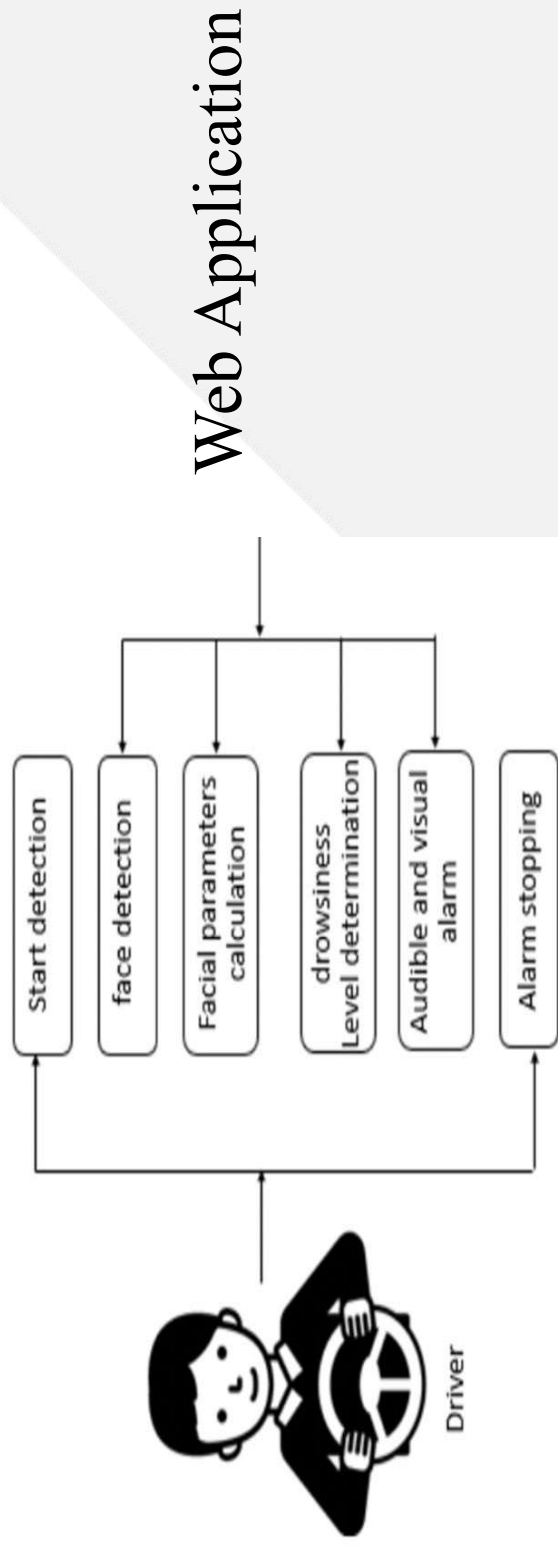 Start detection
face detection
Facial parameters
calculation
drowsiness
Level determination
Audible and visual
alarm
Alarm stopping
Driver
Web Application